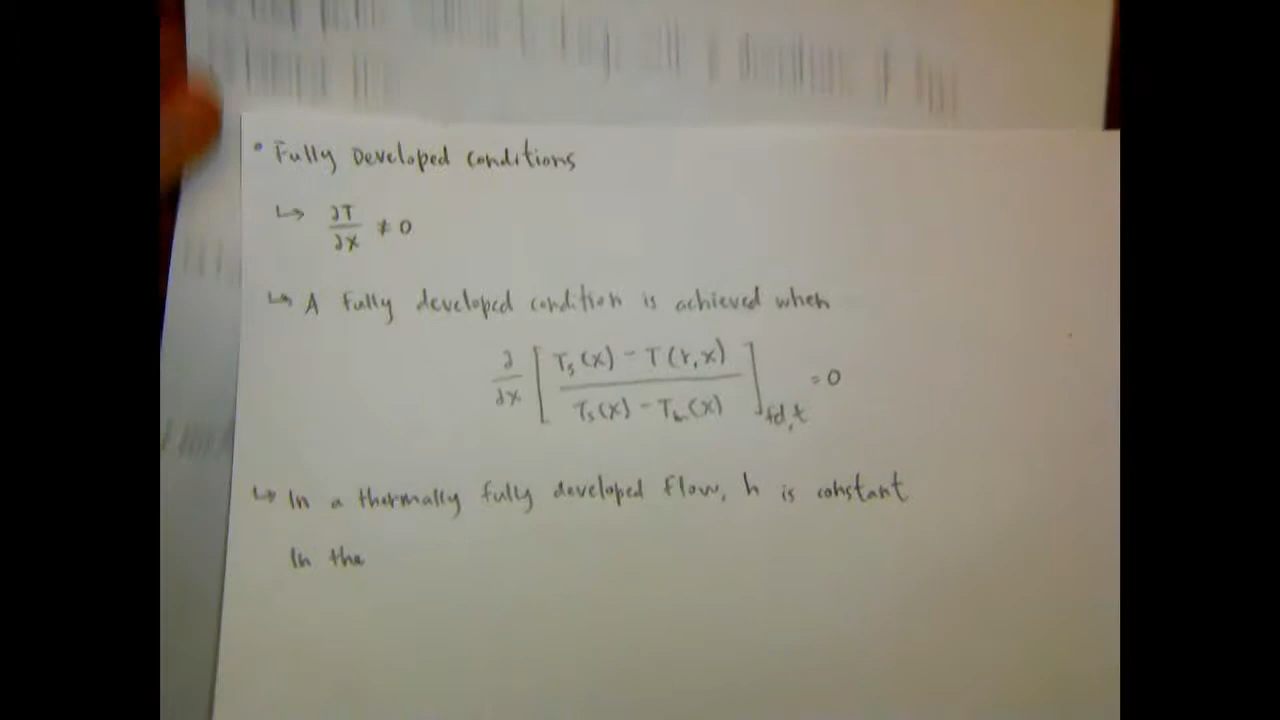 • Fully Developed conditions
↳ ∂T/∂x ≠ 0
↳ A fully developed condition is achieved when
∂/∂x [ (Ts(x) - T(r,x)) / (Ts(x) - Tm(x)) ]fd,t = 0
↳ In a thermally fully developed flow, h is constant
In the